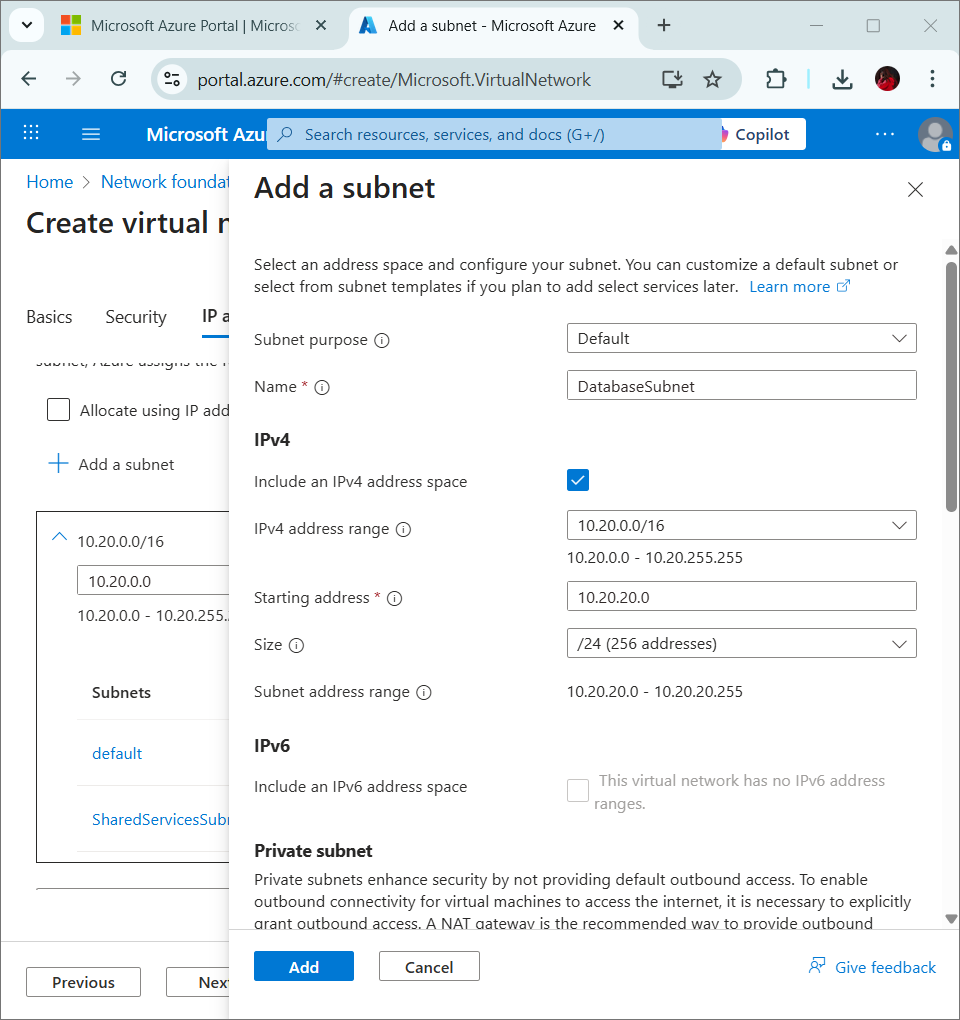 Microsoft Azure Portal | Micros
Add a subnet - Microsoft Azure
portal.azure.com/#create/Microsoft.VirtualNetwork
Microsoft Azu
Search resources, services, and docs (G+/)
Copilot
Home > Network foundat
Create virtual n
Basics Security IP a
Allocate using IP add
Add a subnet
10.20.0.0/16
10.20.0.0
10.20.0.0 - 10.20.255.
Subnets
default
SharedServicesSubn
Previous
Next
Add a subnet
Select an address space and configure your subnet. You can customize a default subnet or
select from subnet templates if you plan to add select services later. Learn more
Subnet purpose Default
Name * DatabaseSubnet
IPv4
Include an IPv4 address space
IPv4 address range 10.20.0.0/16
10.20.0.0 - 10.20.255.255
Starting address * 10.20.20.0
Size /24 (256 addresses)
Subnet address range 10.20.20.0 - 10.20.20.255
IPv6
Include an IPv6 address space This virtual network has no IPv6 address
ranges.
Private subnet
Private subnets enhance security by not providing default outbound access. To enable
outbound connectivity for virtual machines to access the internet, it is necessary to explicitly
grant outbound access. A NAT gateway is the recommended way to provide outbound
Add
Cancel
Give feedback